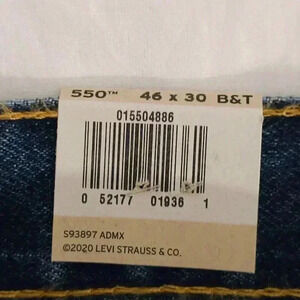 550™ 46 x 30 B&T
015504886
0 52177 01936 1
S93897 ADMX
©2020 LEVI STRAUSS & CO.